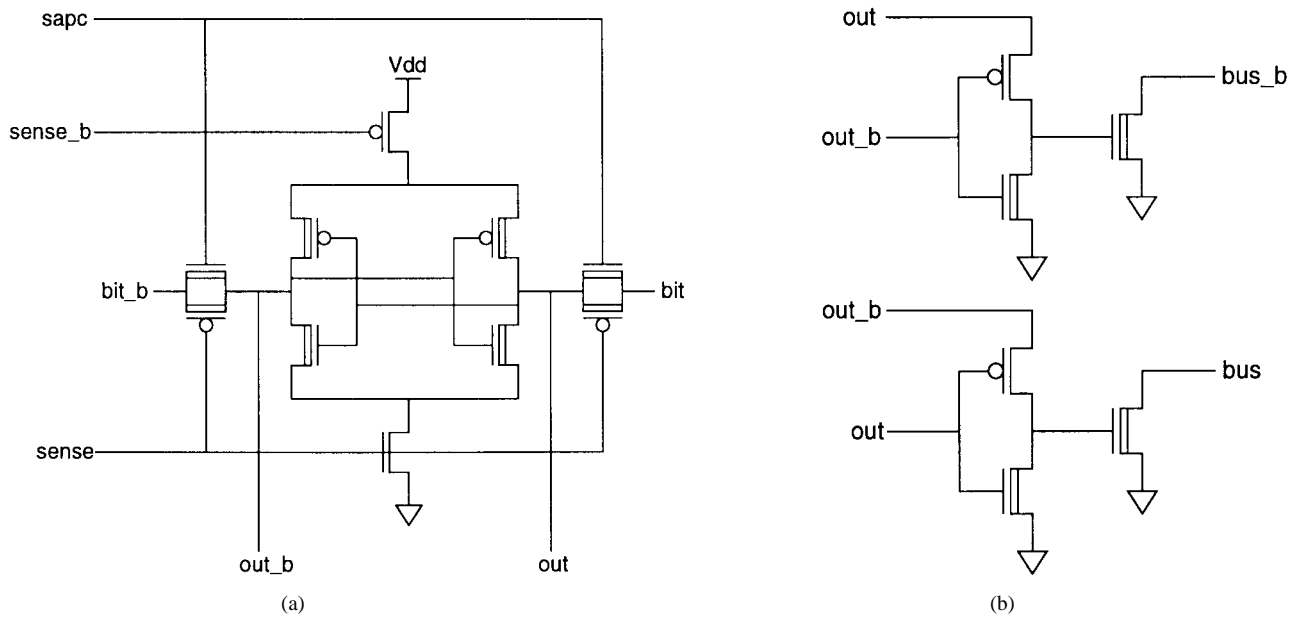 sapc
Vdd
sense_b
bit_b
bit
sense
out_b
out
(a)
out
bus_b
out_b
out_b
bus
out
(b)